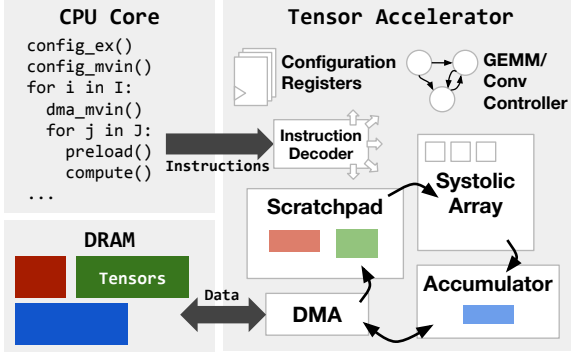 CPU Core
config_ex()
config_mvin()
for i in I:
dma_mvin()
for j in J:
preload()
compute()
...
Instructions
DRAM
Tensors
Data
Tensor Accelerator
Configuration
Registers
GEMM/
Conv
Controller
Instruction
Decoder
Systolic
Array
Scratchpad
Accumulator
DMA